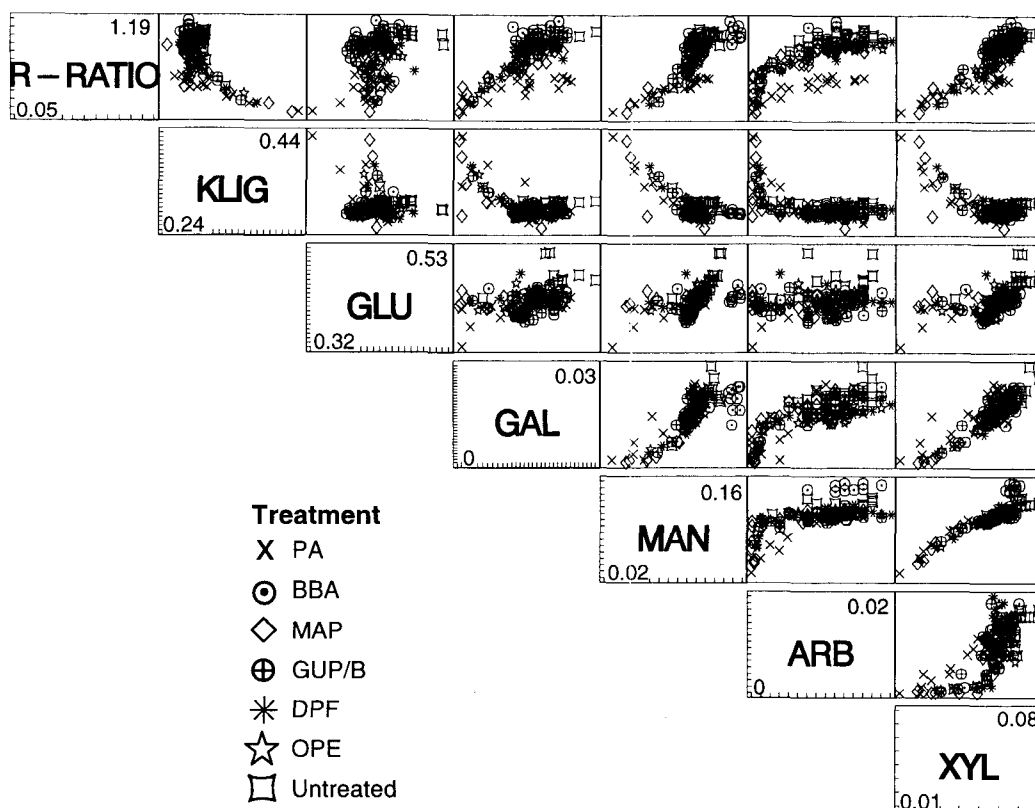 1.19
R – RATIO
0.05
0.44
KLIG
0.24
0.53
GLU
0.32
0.03
GAL
0
0.16
MAN
0.02
0.02
ARB
0
0.08
XYL
0.01
Treatment
X PA
BBA
MAP
GUP/B
DPF
OPE
Untreated